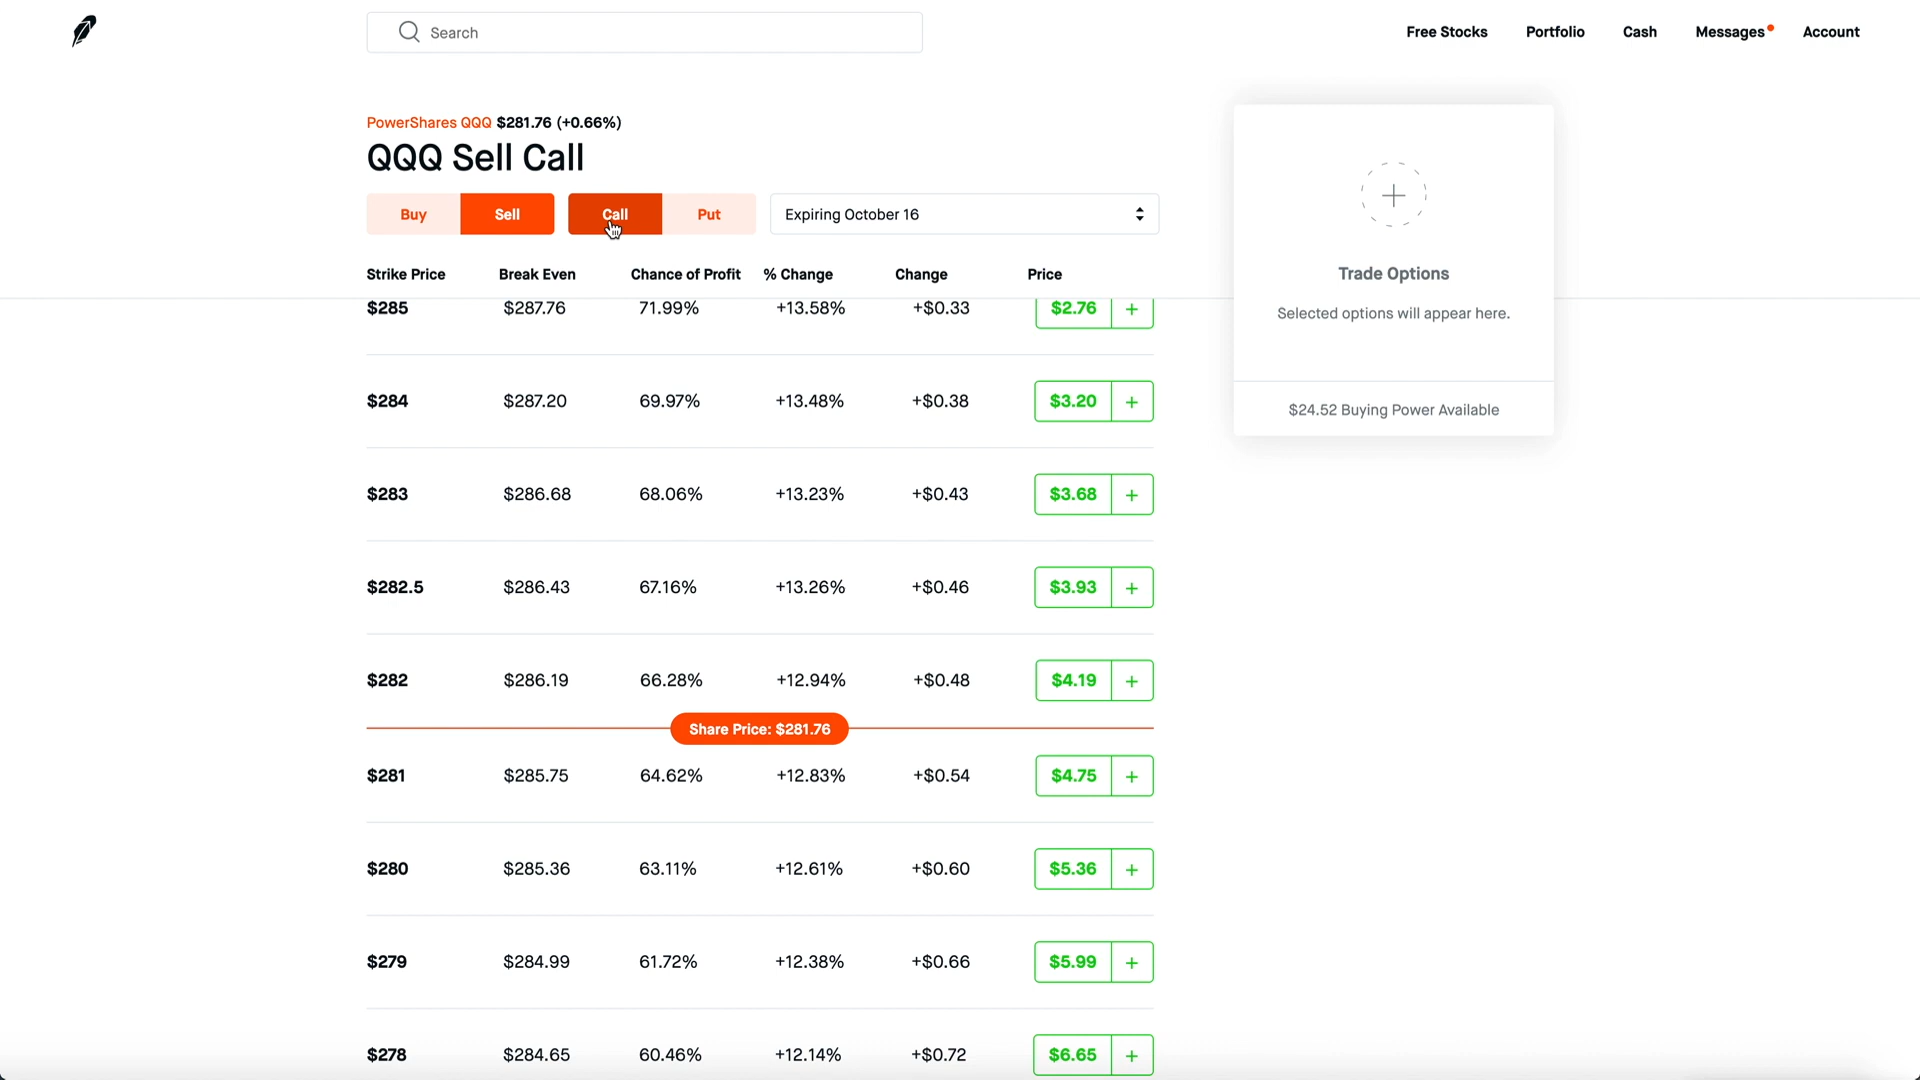 Search
Free Stocks Portfolio Cash Messages Account
PowerShares QQQ $281.76 (+0.66%)
QQQ Sell Call
Buy Sell Call Put Expiring October 16
Strike Price Break Even Chance of Profit % Change Change Price
$285 $287.76 71.99% +13.58% +$0.33 $2.76 +
$284 $287.20 69.97% +13.48% +$0.38 $3.20 +
$283 $286.68 68.06% +13.23% +$0.43 $3.68 +
$282.5 $286.43 67.16% +13.26% +$0.46 $3.93 +
$282 $286.19 66.28% +12.94% +$0.48 $4.19 +
Share Price: $281.76
$281 $285.75 64.62% +12.83% +$0.54 $4.75 +
$280 $285.36 63.11% +12.61% +$0.60 $5.36 +
$279 $284.99 61.72% +12.38% +$0.66 $5.99 +
$278 $284.65 60.46% +12.14% +$0.72 $6.65 +
Trade Options
Selected options will appear here.
$24.52 Buying Power Available